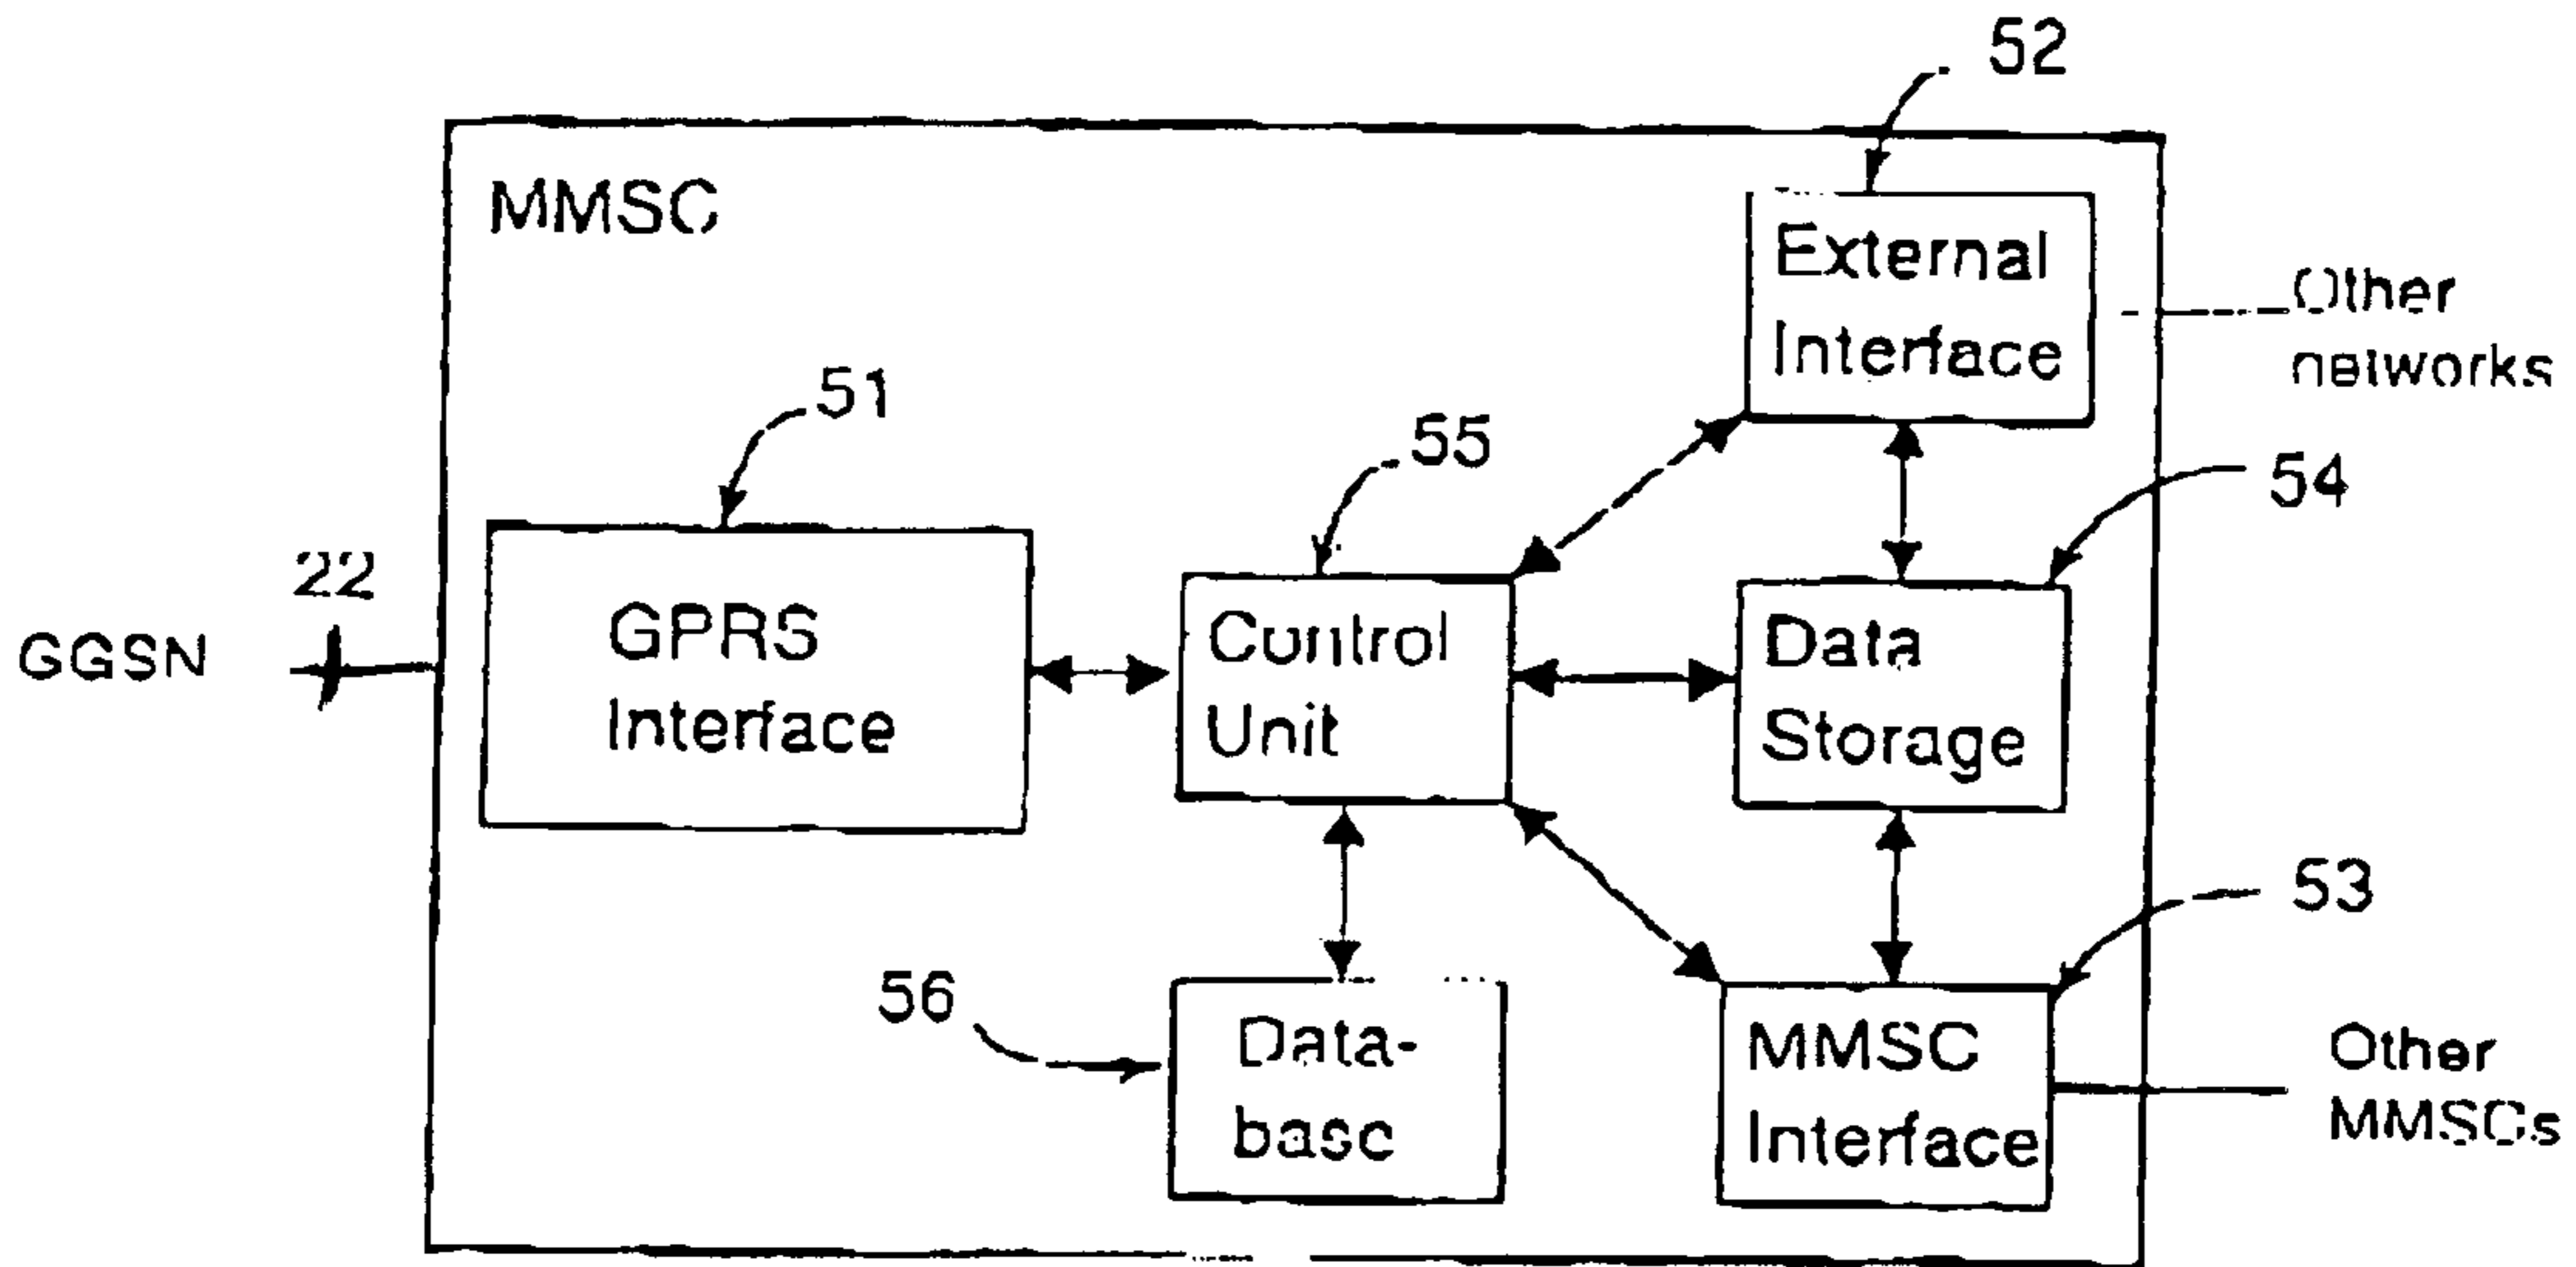 52
MMSC
External
Interface
Other
networks
51
55
54
22
GGSN
GPRS
Interface
Control
Unit
Data
Storage
53
56
Data-
base
MMSC
Interface
Other
MMSCs